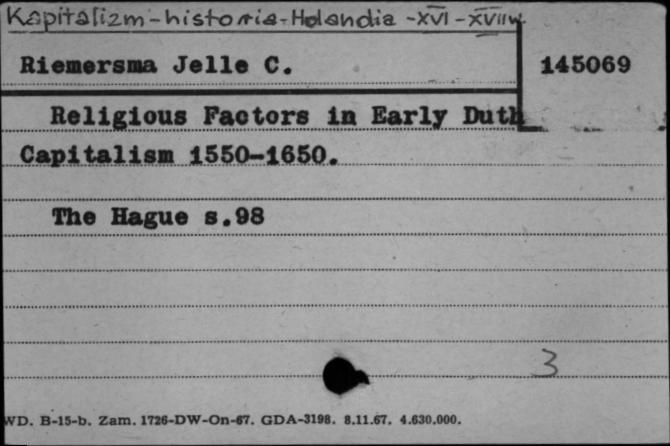 Kapitalizm-historia-Holandia-XVI-XVIIw.
Riemersma Jelle C.
145069
Religious Factors in Early Duth
Capitalism 1550-1650.
The Hague s.98
3
WD. B-15-b. Zam. 1726-DW-On-67. GDA-3198. 8.11.67. 4.630.000.